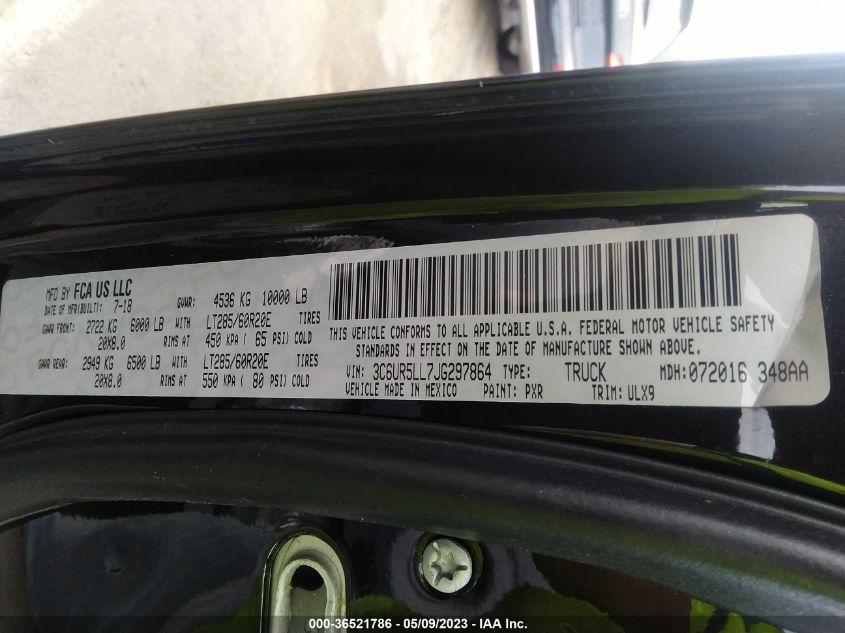 MFD BY FCA US LLC
DATE OF MFD(BUILT): 7-18 GVWR: 4536 KG 10000 LB
GAWR FRONT: 2722 KG 6000 LB WITH LT285/60R20E TIRES
20X8.0 RIMS AT 450 KPA ( 65 PSI) COLD
GAWR REAR: 2949 KG 6500 LB WITH LT285/60R20E TIRES
20X8.0 RIMS AT 550 KPA ( 80 PSI) COLD
THIS VEHICLE CONFORMS TO ALL APPLICABLE U.S.A. FEDERAL MOTOR VEHICLE SAFETY
STANDARDS IN EFFECT ON THE DATE OF MANUFACTURE SHOWN ABOVE.
VIN: 3C6UR5LL7JG297864 TYPE: TRUCK MDH: 072016 348AA
VEHICLE MADE IN MEXICO PAINT: PXR TRIM: ULX9
000-36521786 - 05/09/2023 - IAA Inc.